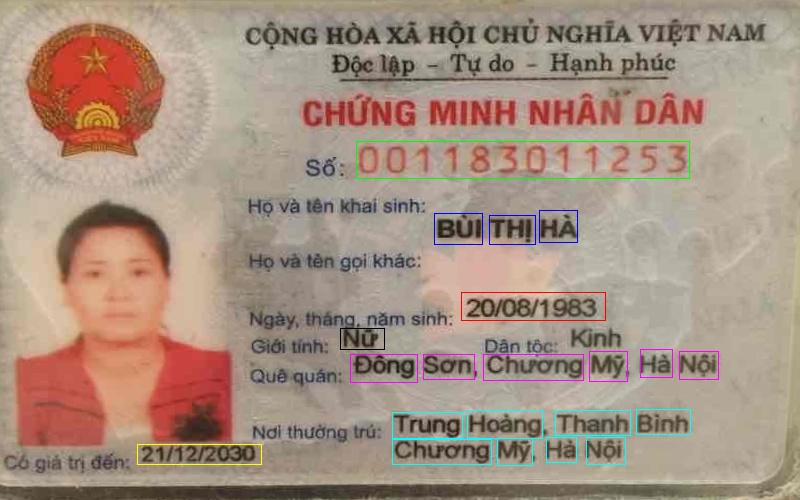 CỘNG HÒA XÃ HỘI CHỦ NGHĨA VIỆT NAM
Độc lập - Tự do - Hạnh phúc
CHỨNG MINH NHÂN DÂN
Số: 001183011253
Họ và tên khai sinh:
BÙI THỊ HÀ
Họ và tên gọi khác:
Ngày, tháng, năm sinh: 20/08/1983
Giới tính: Nữ Dân tộc: Kinh
Quê quán: Đông Sơn, Chương Mỹ, Hà Nội
Nơi thường trú: Trung Hoàng, Thanh Bình
Chương Mỹ, Hà Nội
Có giá trị đến: 21/12/2030